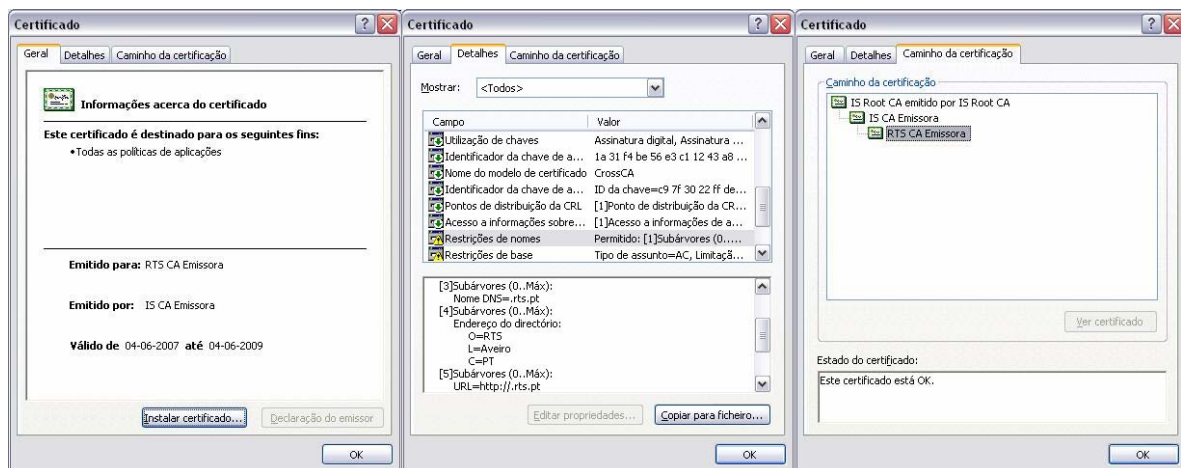 Certificado
Geral Detalhes Caminho da certificação
Informações acerca do certificado
Este certificado é destinado para os seguintes fins:
•Todas as políticas de aplicações
Emitido para: RTS CA Emissora
Emitido por: IS CA Emissora
Válido de 04-06-2007 até 04-06-2009
Instalar certificado... Declaração do emissor
OK
Certificado
Geral Detalhes Caminho da certificação
Mostrar: <Todos>
Campo Valor
Utilização de chaves Assinatura digital, Assinatura ...
Identificador da chave de a... 1a 31 f4 be 56 e3 c1 12 43 a8 ...
Nome do modelo de certificado CrossCA
Identificador da chave de a... ID da chave=c9 7f 30 22 ff de...
Pontos de distribuição da CRL [1]Ponto de distribuição da CR...
Acesso a informações sobre... [1]Acesso a informações de a...
Restrições de nomes Permitido: [1]Subárvores (0.....
Restrições de base Tipo de assunto=AC, Limitaçã...
[3]Subárvores (0..Máx):
Nome DNS=.rts.pt
[4]Subárvores (0..Máx):
Endereço do directório:
O=RTS
L=Aveiro
C=PT
[5]Subárvores (0..Máx):
URL=http://.rts.pt
Editar propriedades... Copiar para ficheiro...
OK
Certificado
Geral Detalhes Caminho da certificação
Caminho da certificação
IS Root CA emitido por IS Root CA
IS CA Emissora
RTS CA Emissora
Ver certificado
Estado do certificado:
Este certificado está OK.
OK